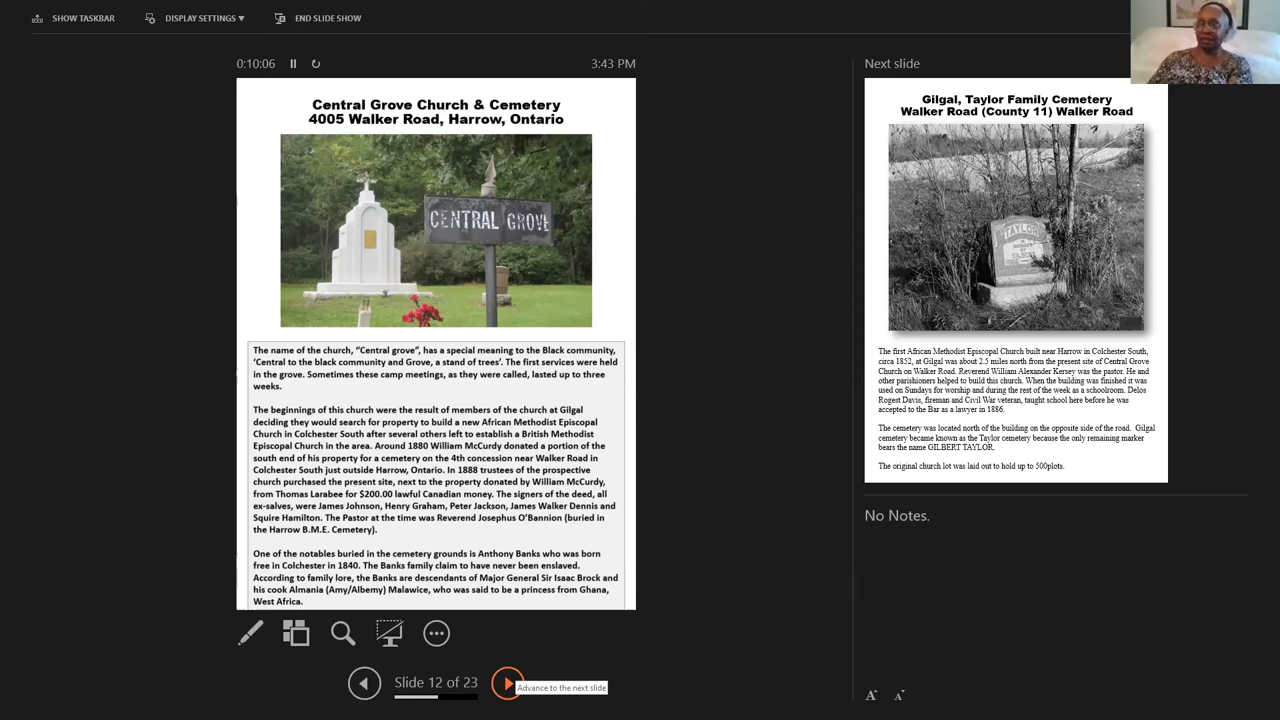 SHOW TASKBAR
DISPLAY SETTINGS
END SLIDE SHOW
0:10:06
3:43 PM
Central Grove Church & Cemetery
4005 Walker Road, Harrow, Ontario
CENTRAL GROVE
The name of the church, "Central grove", has a special meaning to the Black community,
'Central to the black community and Grove, a stand of trees'. The first services were held
in the grove. Sometimes these camp meetings, as they were called, lasted up to three
weeks.
The beginnings of this church were the result of members of the church at Gilgal
deciding they would search for property to build a new African Methodist Episcopal
Church in Colchester South after several others left to establish a British Methodist
Episcopal Church in the area. Around 1880 William McCurdy donated a portion of the
south end of his property for a cemetery on the 4th concession near Walker Road in
Colchester South just outside Harrow, Ontario. In 1888 trustees of the prospective
church purchased the present site, next to the property donated by William McCurdy,
from Thomas Larabee for $200.00 lawful Canadian money. The signers of the deed, all
ex-salves, were James Johnson, Henry Graham, Peter Jackson, James Walker Dennis and
Squire Hamilton. The Pastor at the time was Reverend Josephus O'Bannion (buried in
the Harrow B.M.E. Cemetery).
One of the notables buried in the cemetery grounds is Anthony Banks who was born
free in Colchester in 1840. The Banks family claim to have never been enslaved.
According to family lore, the Banks are descendants of Major General Sir Isaac Brock and
his cook Almania (Amy/Albemy) Malawice, who was said to be a princess from Ghana,
West Africa.
Slide 12 of 23
Advance to the next slide
Next slide
Gilgal, Taylor Family Cemetery
Walker Road (County 11) Walker Road
TAYLOR
The first African Methodist Episcopal Church built near Harrow in Colchester South,
circa 1852, at Gilgal was about 2.5 miles north from the present site of Central Grove
Church on Walker Road. Reverend William Alexander Kersey was the pastor. He and
other parishioners helped to build this church. When the building was finished it was
used on Sundays for worship and during the rest of the week as a schoolroom. Delos
Rogest Davis, fireman and Civil War veteran, taught school here before he was
accepted to the Bar as a lawyer in 1886.
The cemetery was located north of the building on the opposite side of the road. Gilgal
cemetery became known as the Taylor cemetery because the only remaining marker
bears the name GILBERT TAYLOR.
The original church lot was laid out to hold up to 500plots.
No Notes.
A A